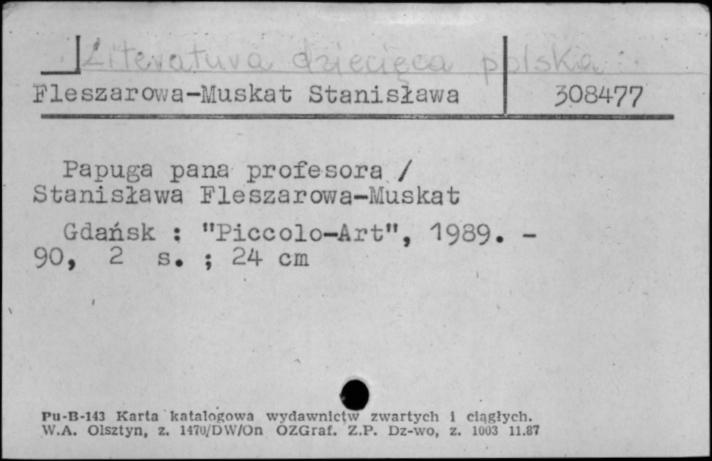 Literatura dziecięca polska
Fleszarowa-Muskat Stanisława 308477
Papuga pana profesora /
Stanisława Fleszarowa-Muskat
Gdańsk : "Piccolo-Art", 1989. -
90, 2 s. ; 24 cm
Pu-B-143 Karta katalogowa wydawnictw zwartych i ciągłych.
W.A. Olsztyn, z. 1470/DW/On OZGraf. Z.P. Dz-wo, z. 1003 11.87